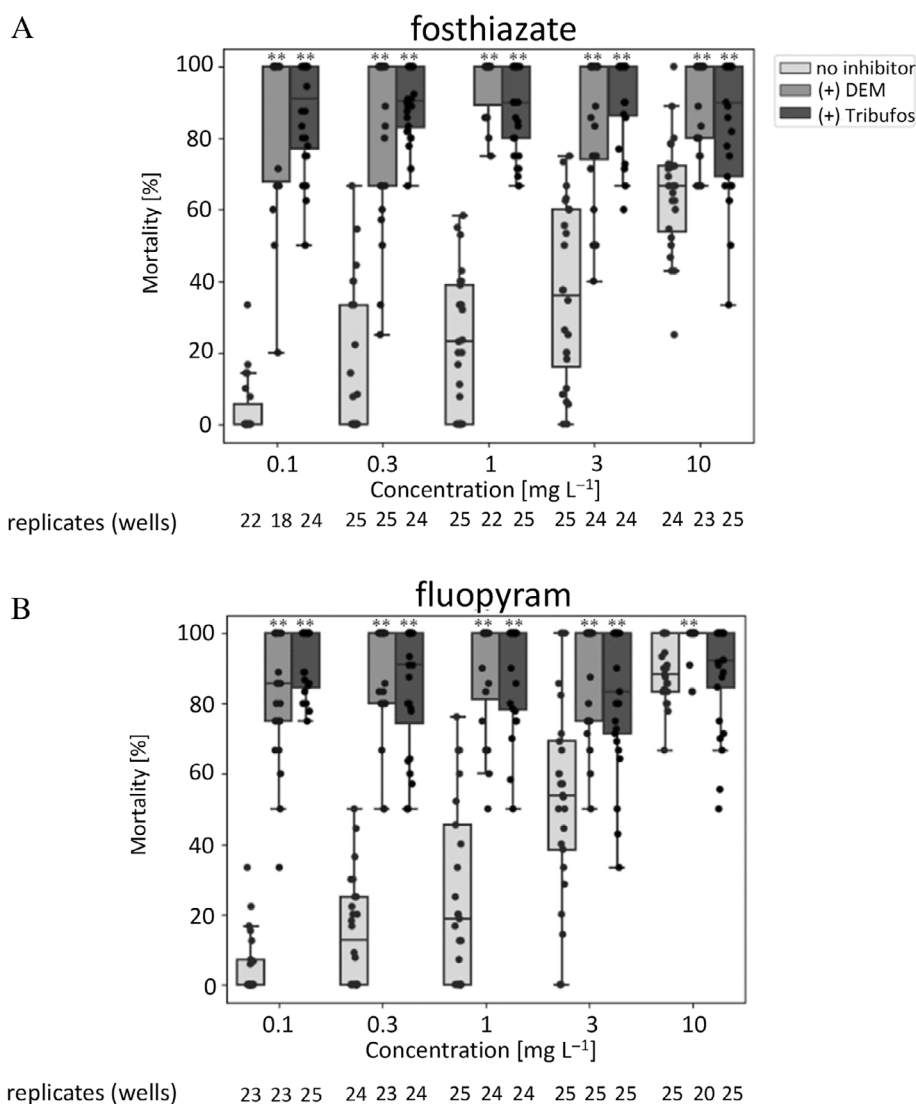 A
fosthiazate
** ** ** ** ** ** ** ** ** **
no inhibitor
(+) DEM
(+) Tribufos
100
80
60
40
20
0
Mortality [%]
0.1 0.3 1 3 10
Concentration [mg L⁻¹]
replicates (wells) 22 18 24 25 25 24 25 22 25 25 24 24 24 23 25
B
fluopyram
** ** ** ** ** ** ** ** **
100
80
60
40
20
0
Mortality [%]
0.1 0.3 1 3 10
Concentration [mg L⁻¹]
replicates (wells) 23 23 25 24 23 24 25 24 24 25 25 25 25 20 25